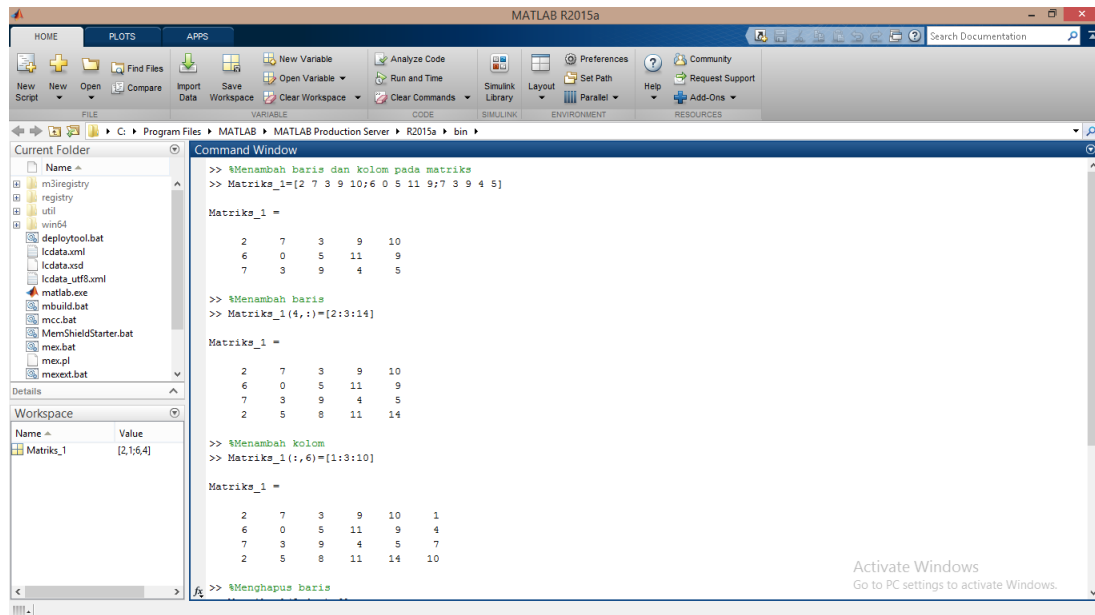 MATLAB R2015a
HOME PLOTS APPS
Search Documentation
New Script
New
Open
Find Files
Compare
Import Data
Save Workspace
New Variable
Open Variable
Clear Workspace
Analyze Code
Run and Time
Clear Commands
Simulink Library
Layout
Preferences
Set Path
Parallel
Help
Community
Request Support
Add-Ons
FILE VARIABLE CODE SIMULINK ENVIRONMENT RESOURCES
C: Program Files MATLAB MATLAB Production Server R2015a bin
Current Folder
Name
m3iregistry
registry
util
win64
deploytool.bat
lcdata.xml
lcdata.xsd
lcdata_utf8.xml
matlab.exe
mbuild.bat
mcc.bat
MemShieldStarter.bat
mex.bat
mex.pl
mexext.bat
Details
Workspace
Name Value
Matriks_1 [2,1;6,4]
Command Window
>> %Menambah baris dan kolom pada matriks
>> Matriks_1=[2 7 3 9 10;6 0 5 11 9;7 3 9 4 5]
Matriks_1 =
2 7 3 9 10
6 0 5 11 9
7 3 9 4 5
>> %Menambah baris
>> Matriks_1(4,:)=[2:3:14]
Matriks_1 =
2 7 3 9 10
6 0 5 11 9
7 3 9 4 5
2 5 8 11 14
>> %Menambah kolom
>> Matriks_1(:,6)=[1:3:10]
Matriks_1 =
2 7 3 9 10 1
6 0 5 11 9 4
7 3 9 4 5 7
2 5 8 11 14 10
fx >> %Menghapus baris
Activate Windows
Go to PC settings to activate Windows.